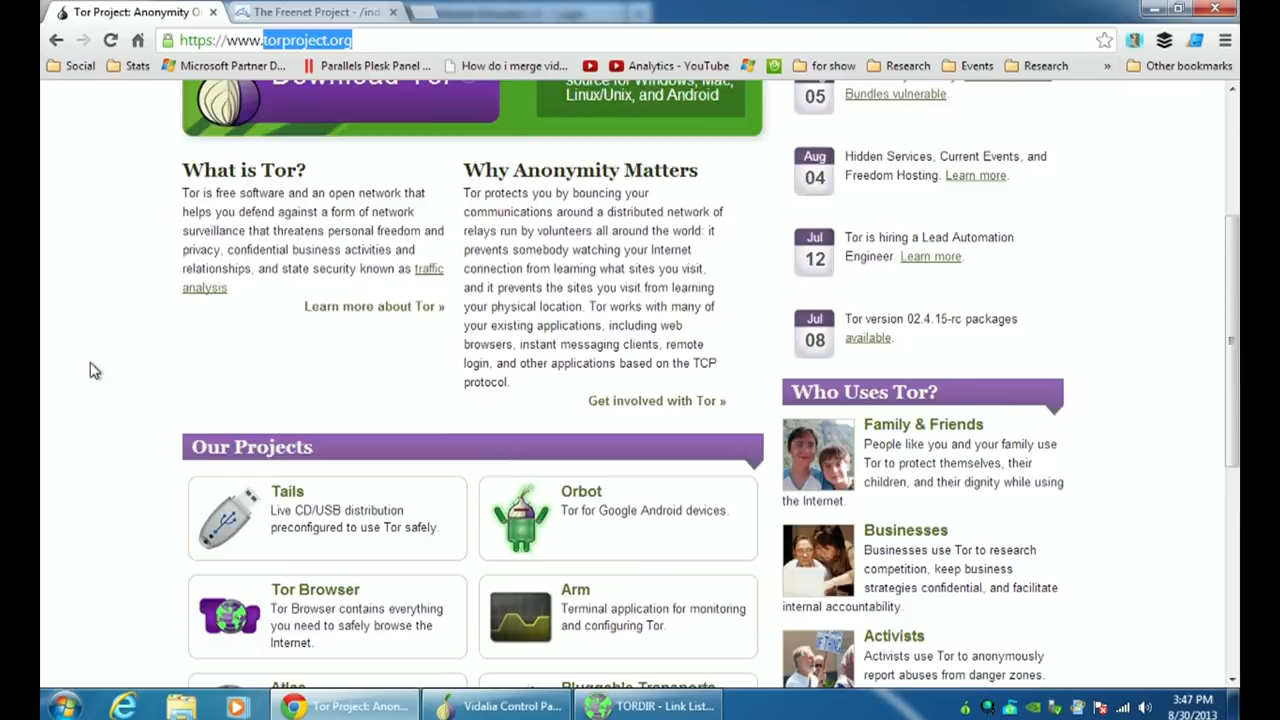 Tor Project: Anonymity O
The Freenet Project - /ind
https://www.torproject.org
Social
Stats
Microsoft Partner D...
Parallels Plesk Panel ...
How do i merge vid...
Analytics - YouTube
for show
Research
Events
Research
»
Other bookmarks
Download Tor
source for Windows, Mac,
Linux/Unix, and Android
What is Tor?
Tor is free software and an open network that
helps you defend against a form of network
surveillance that threatens personal freedom and
privacy, confidential business activities and
relationships, and state security known as traffic
analysis
Learn more about Tor »
Why Anonymity Matters
Tor protects you by bouncing your
communications around a distributed network of
relays run by volunteers all around the world: it
prevents somebody watching your Internet
connection from learning what sites you visit,
and it prevents the sites you visit from learning
your physical location. Tor works with many of
your existing applications, including web
browsers, instant messaging clients, remote
login, and other applications based on the TCP
protocol.
Get involved with Tor »
05
Bundles vulnerable.
Aug
04
Hidden Services, Current Events, and
Freedom Hosting. Learn more.
Jul
12
Tor is hiring a Lead Automation
Engineer. Learn more.
Jul
08
Tor version 02.4.15-rc packages
available.
Our Projects
Tails
Live CD/USB distribution
preconfigured to use Tor safely.
Orbot
Tor for Google Android devices.
Tor Browser
Tor Browser contains everything
you need to safely browse the
Internet.
Arm
Terminal application for monitoring
and configuring Tor.
Atlas
Pluggable Transports
Who Uses Tor?
Family & Friends
People like you and your family use
Tor to protect themselves, their
children, and their dignity while using
the Internet.
Businesses
Businesses use Tor to research
competition, keep business
strategies confidential, and facilitate
internal accountability.
Activists
Activists use Tor to anonymously
report abuses from danger zones.
Tor Project: Anon...
Vidalia Control Pa...
TORDIR - Link List...
3:47 PM
8/30/2013